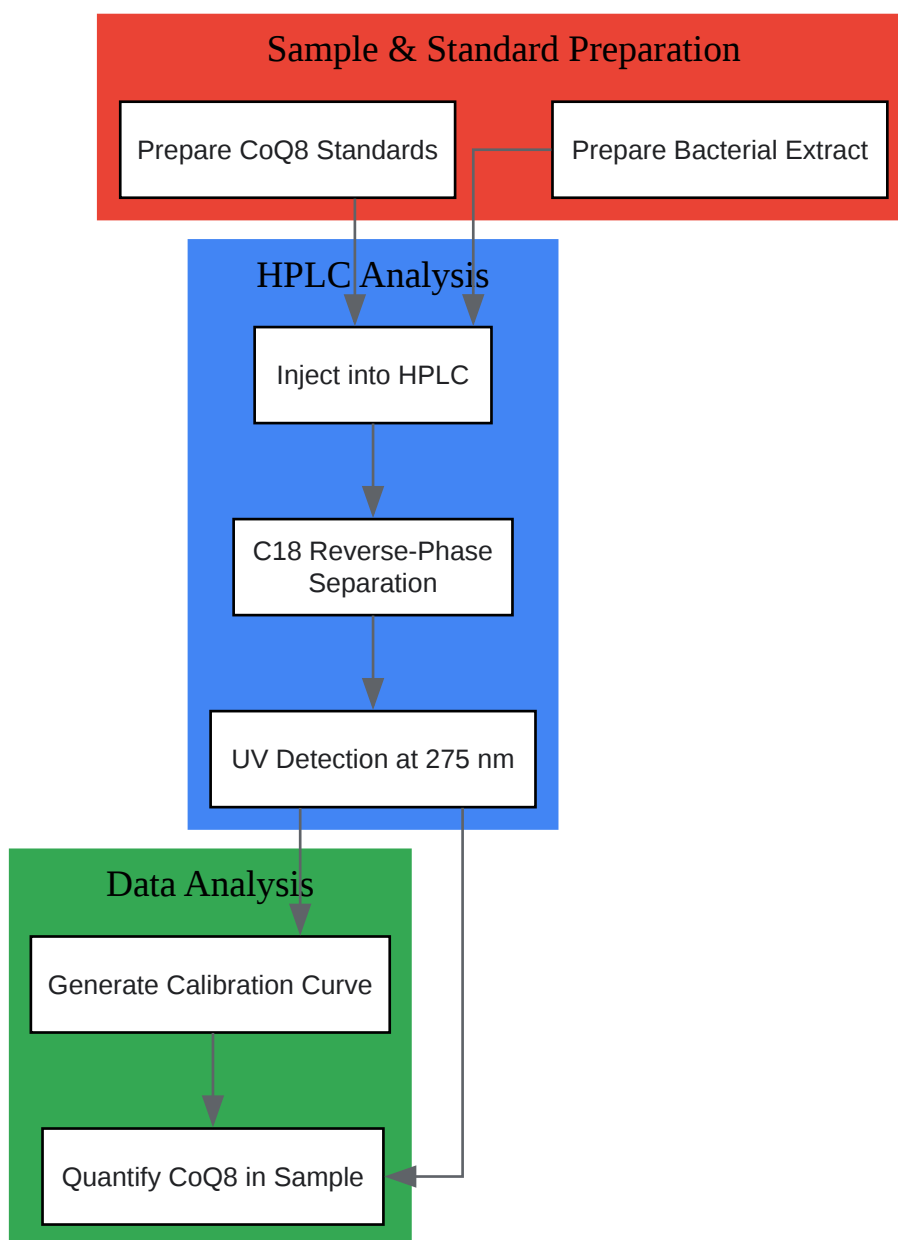 Sample & Standard Preparation
Prepare CoQ8 Standards
Prepare Bacterial Extract
HPLC Analysis
Inject into HPLC
C18 Reverse-Phase
Separation
UV Detection at 275 nm
Data Analysis
Generate Calibration Curve
Quantify CoQ8 in Sample